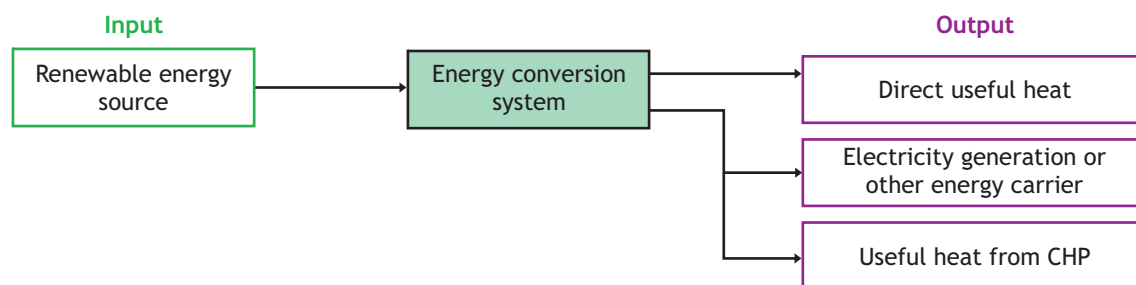 Input
Output
Renewable energy
source
Energy conversion
system
Direct useful heat
Electricity generation or
other energy carrier
Useful heat from CHP